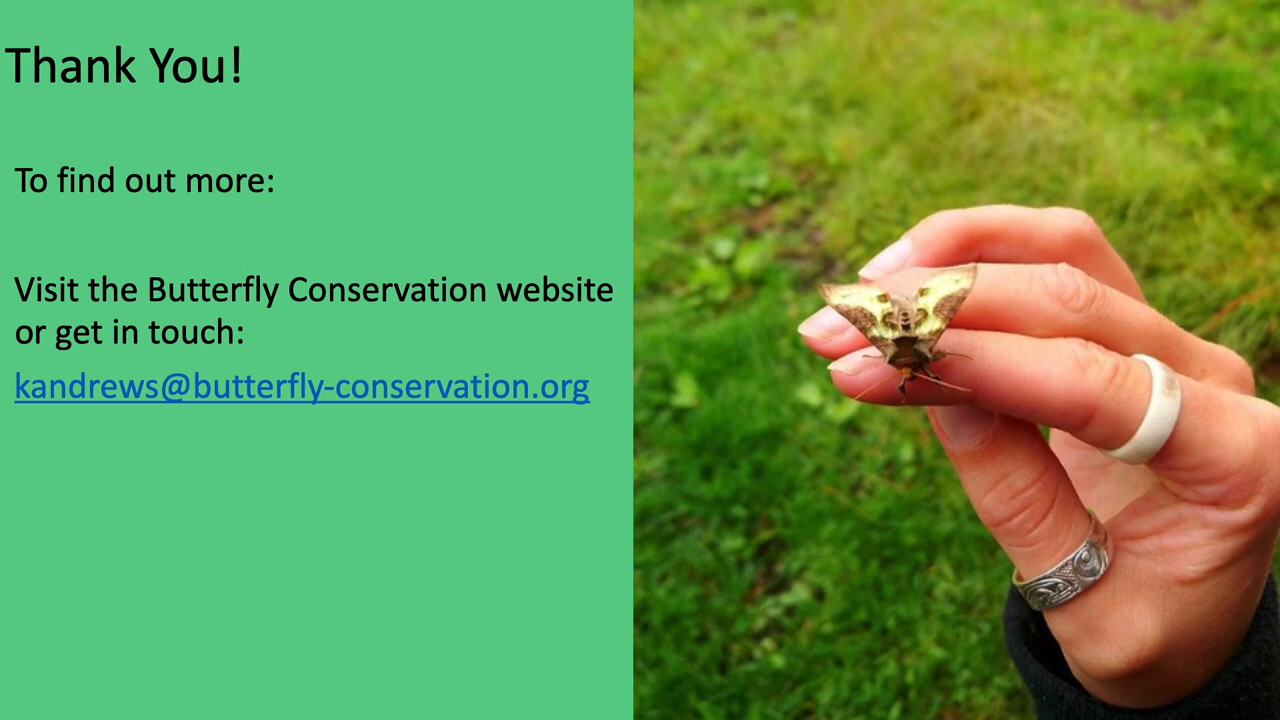 Thank You!
To find out more:
Visit the Butterfly Conservation website
or get in touch:
kandrews@butterfly-conservation.org